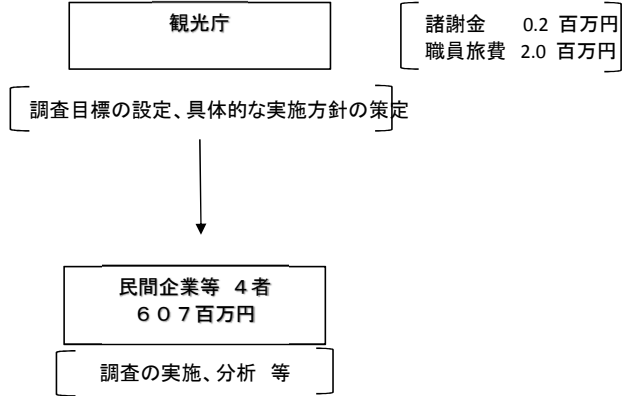 観光庁
諸謝金 0.2 百万円
職員旅費 2.0 百万円
調査目標の設定、具体的な実施方針の策定
民間企業等 4者
607百万円
調査の実施、分析 等